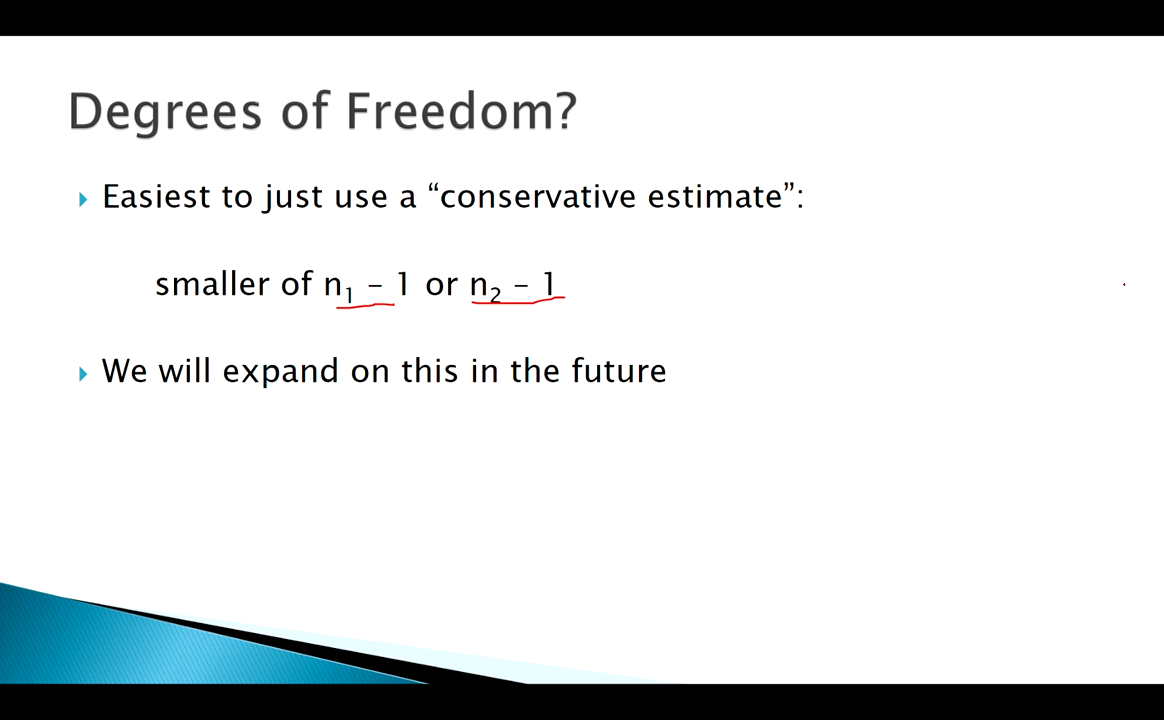 Degrees of Freedom?
Easiest to just use a “conservative estimate”:
smaller of n₁ – 1 or n₂ – 1
We will expand on this in the future